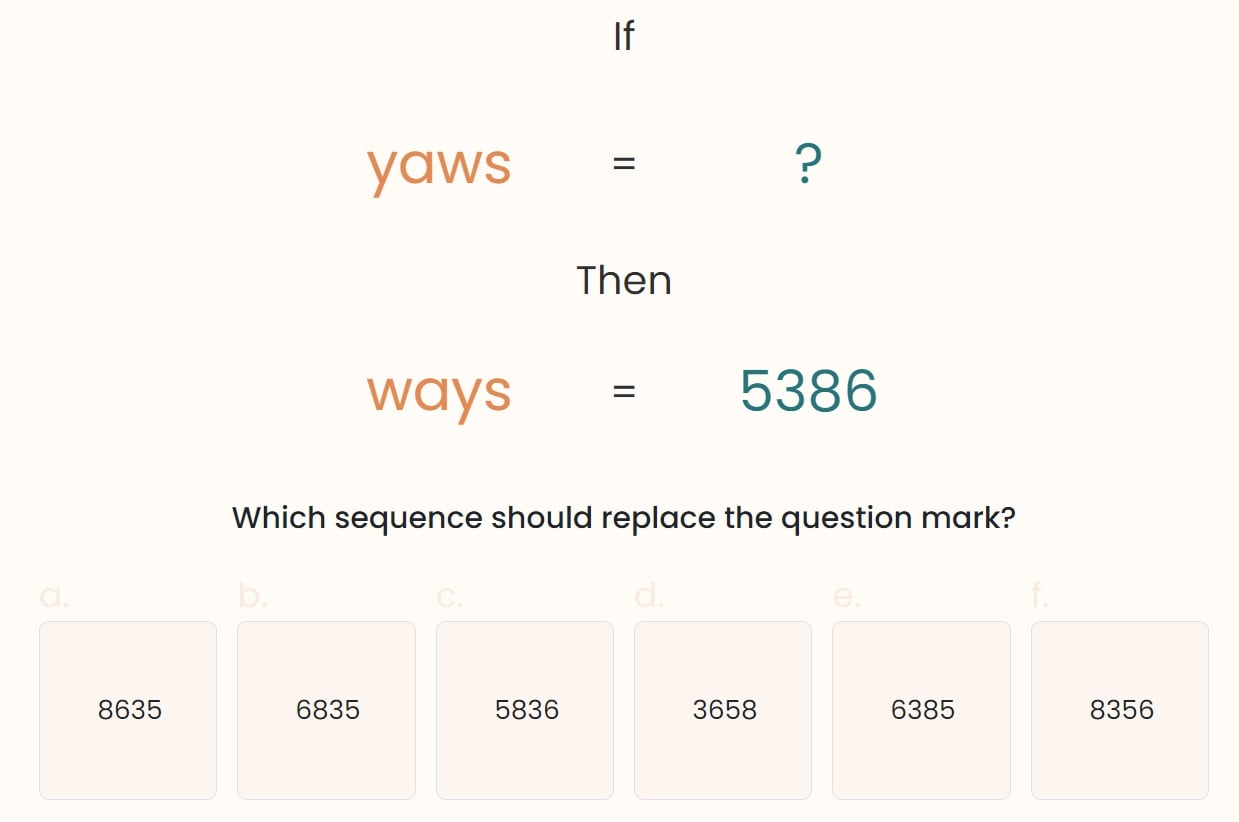 If
yaws = ?
Then
ways = 5386
Which sequence should replace the question mark?
a. b. c. d. e. f.
8635 6835 5836 3658 6385 8356